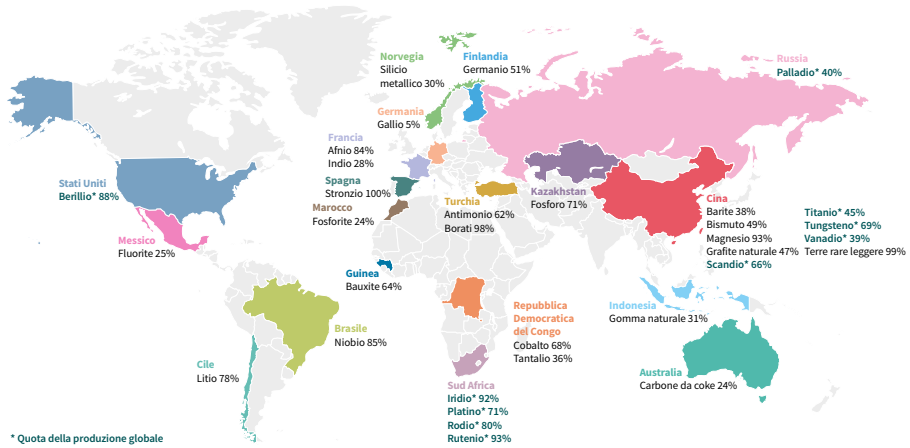 Norvegia
Silicio
metallico 30%
Finlandia
Germanio 51%
Russia
Palladio* 40%
Germania
Gallio 5%
Francia
Afnio 84%
Indio 28%
Spagna
Stronzio 100%
Marocco
Fosforite 24%
Stati Uniti
Berillio* 88%
Messico
Fluorite 25%
Turchia
Antimonio 62%
Borati 98%
Kazakhstan
Fosforo 71%
Cina
Barite 38%
Bismuto 49%
Magnesio 93%
Grafite naturale 47%
Scandio* 66%
Titanio* 45%
Tungsteno* 69%
Vanadio* 39%
Terre rare leggere 99%
Guinea
Bauxite 64%
Brasile
Niobio 85%
Cile
Litio 78%
Repubblica
Democratica
del Congo
Cobalto 68%
Tantalio 36%
Indonesia
Gomma naturale 31%
Australia
Carbone da coke 24%
Sud Africa
Iridio* 92%
Platino* 71%
Rodio* 80%
Rutenio* 93%
* Quota della produzione globale